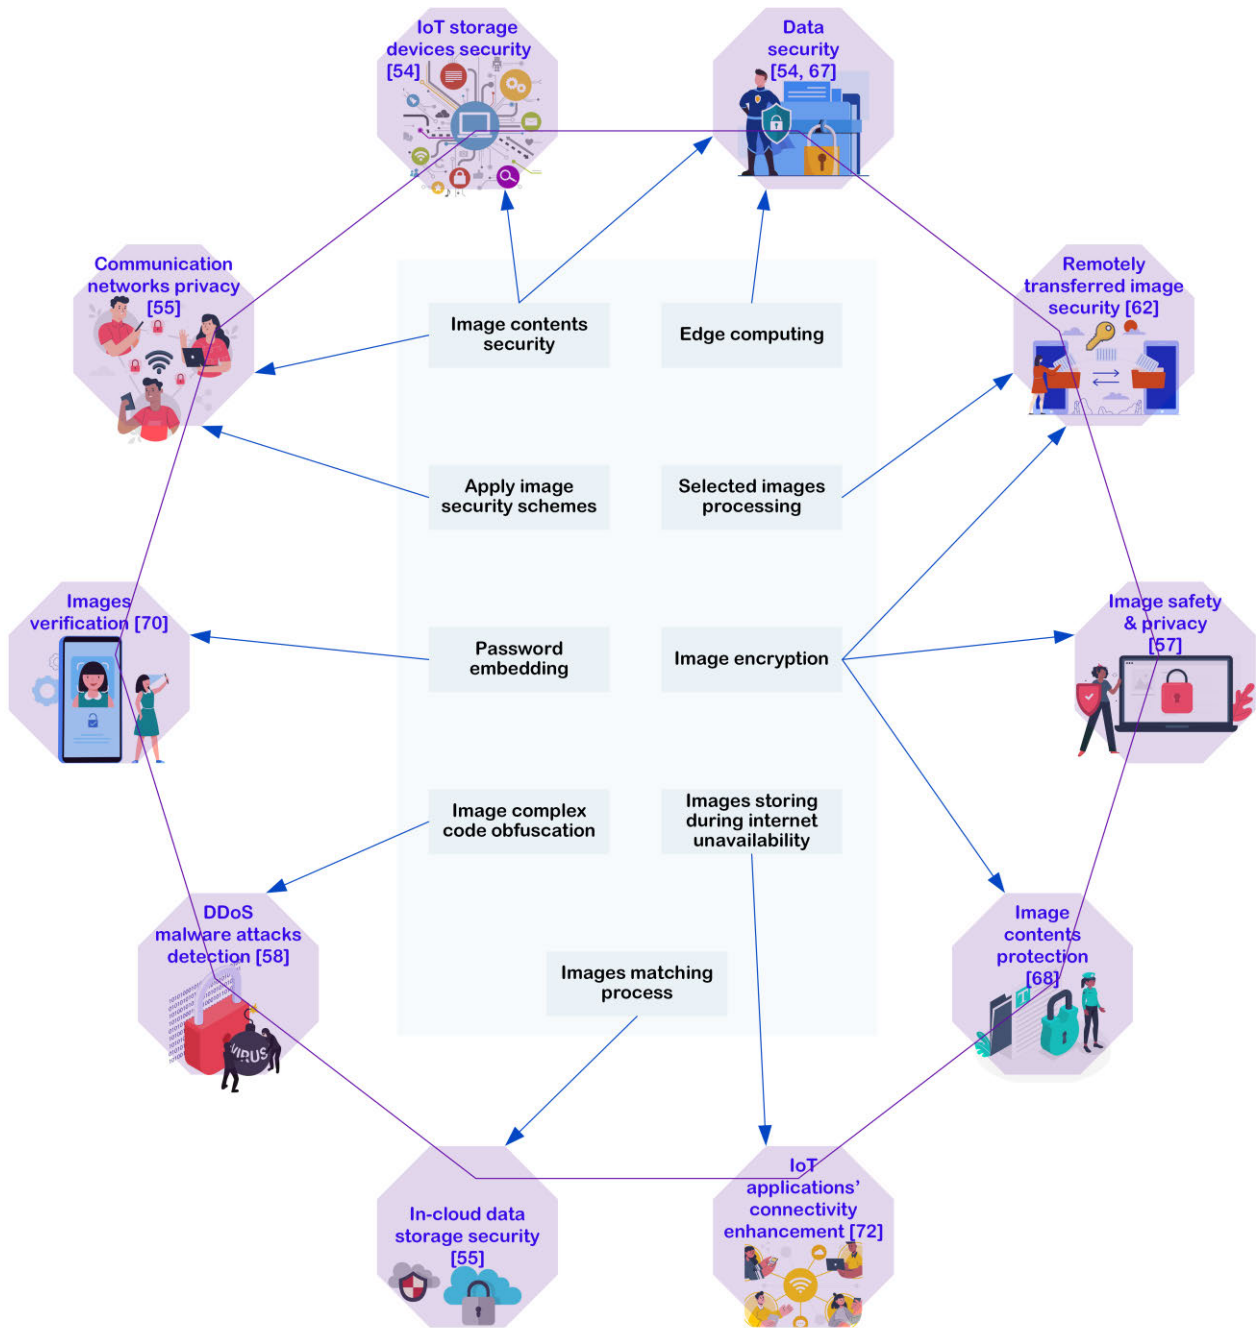 IoT storage
devices security
[54]
Data
security
[54, 67]
Communication
networks privacy
[55]
Remotely
transferred image
security [62]
Image contents
security
Edge computing
Apply image
security schemes
Selected images
processing
Images
verification [70]
Image safety
& privacy
[57]
Password
embedding
Image encryption
Image complex
code obfuscation
Images storing
during internet
unavailability
DDoS
malware attacks
detection [58]
VIRUS
Image
contents
protection
[68]
T
Images matching
process
In-cloud data
storage security
[55]
IoT
applications’
connectivity
enhancement [72]